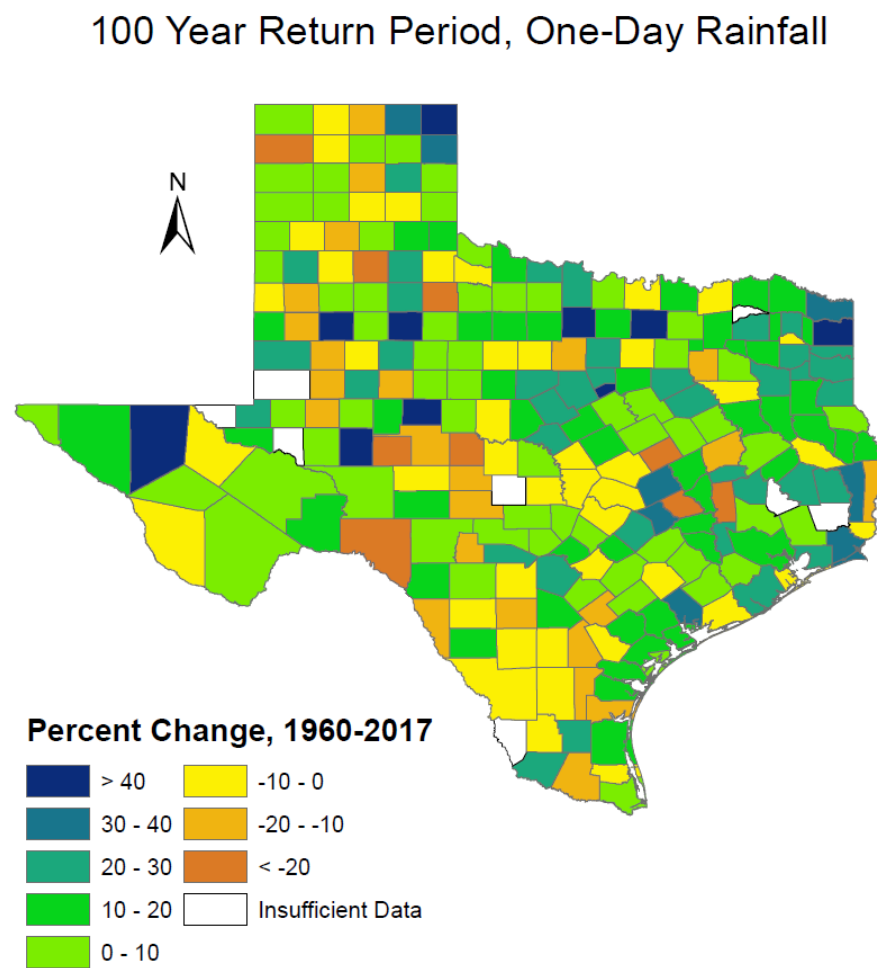 100 Year Return Period, One-Day Rainfall
N
Percent Change, 1960-2017
> 40
30 - 40
20 - 30
10 - 20
0 - 10
-10 - 0
-20 - -10
< -20
Insufficient Data